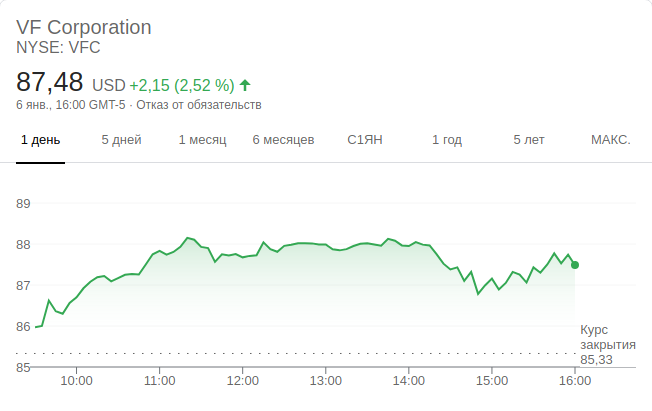 VF Corporation
NYSE: VFC
87,48 USD +2,15 (2,52 %)
6 янв., 16:00 GMT-5 · Отказ от обязательств
1 день 5 дней 1 месяц 6 месяцев С1ЯН 1 год 5 лет МАКС.
89
88
87
86
85
Курс
закрытия
85,33
10:00 11:00 12:00 13:00 14:00 15:00 16:00